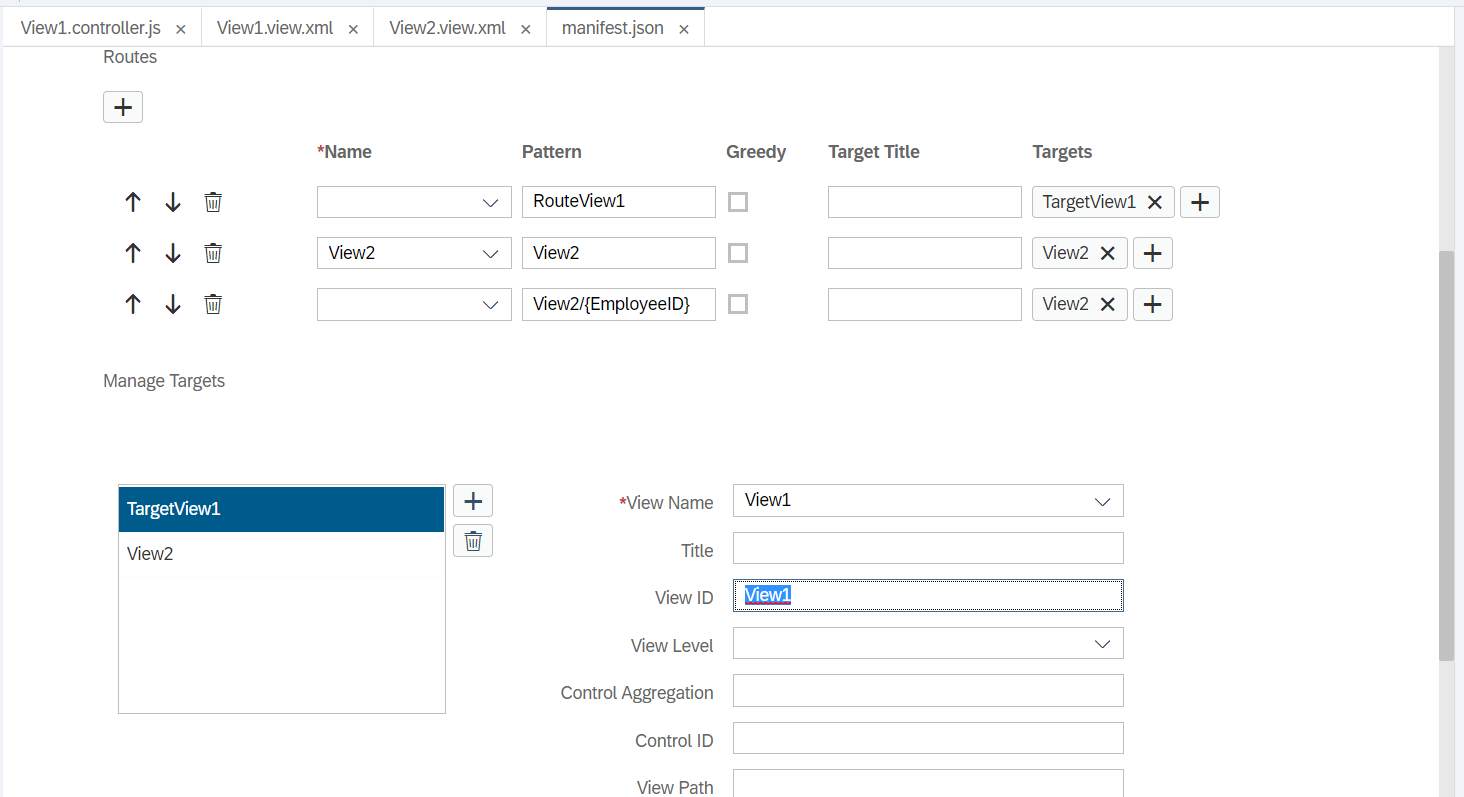 View1.controller.js × View1.view.xml × View2.view.xml × manifest.json ×
Routes
*Name Pattern Greedy Target Title Targets
RouteView1 TargetView1
View2 View2 View2
View2/{EmployeeID} View2
Manage Targets
TargetView1
View2
*View Name View1
Title
View ID View1
View Level
Control Aggregation
Control ID
View Path